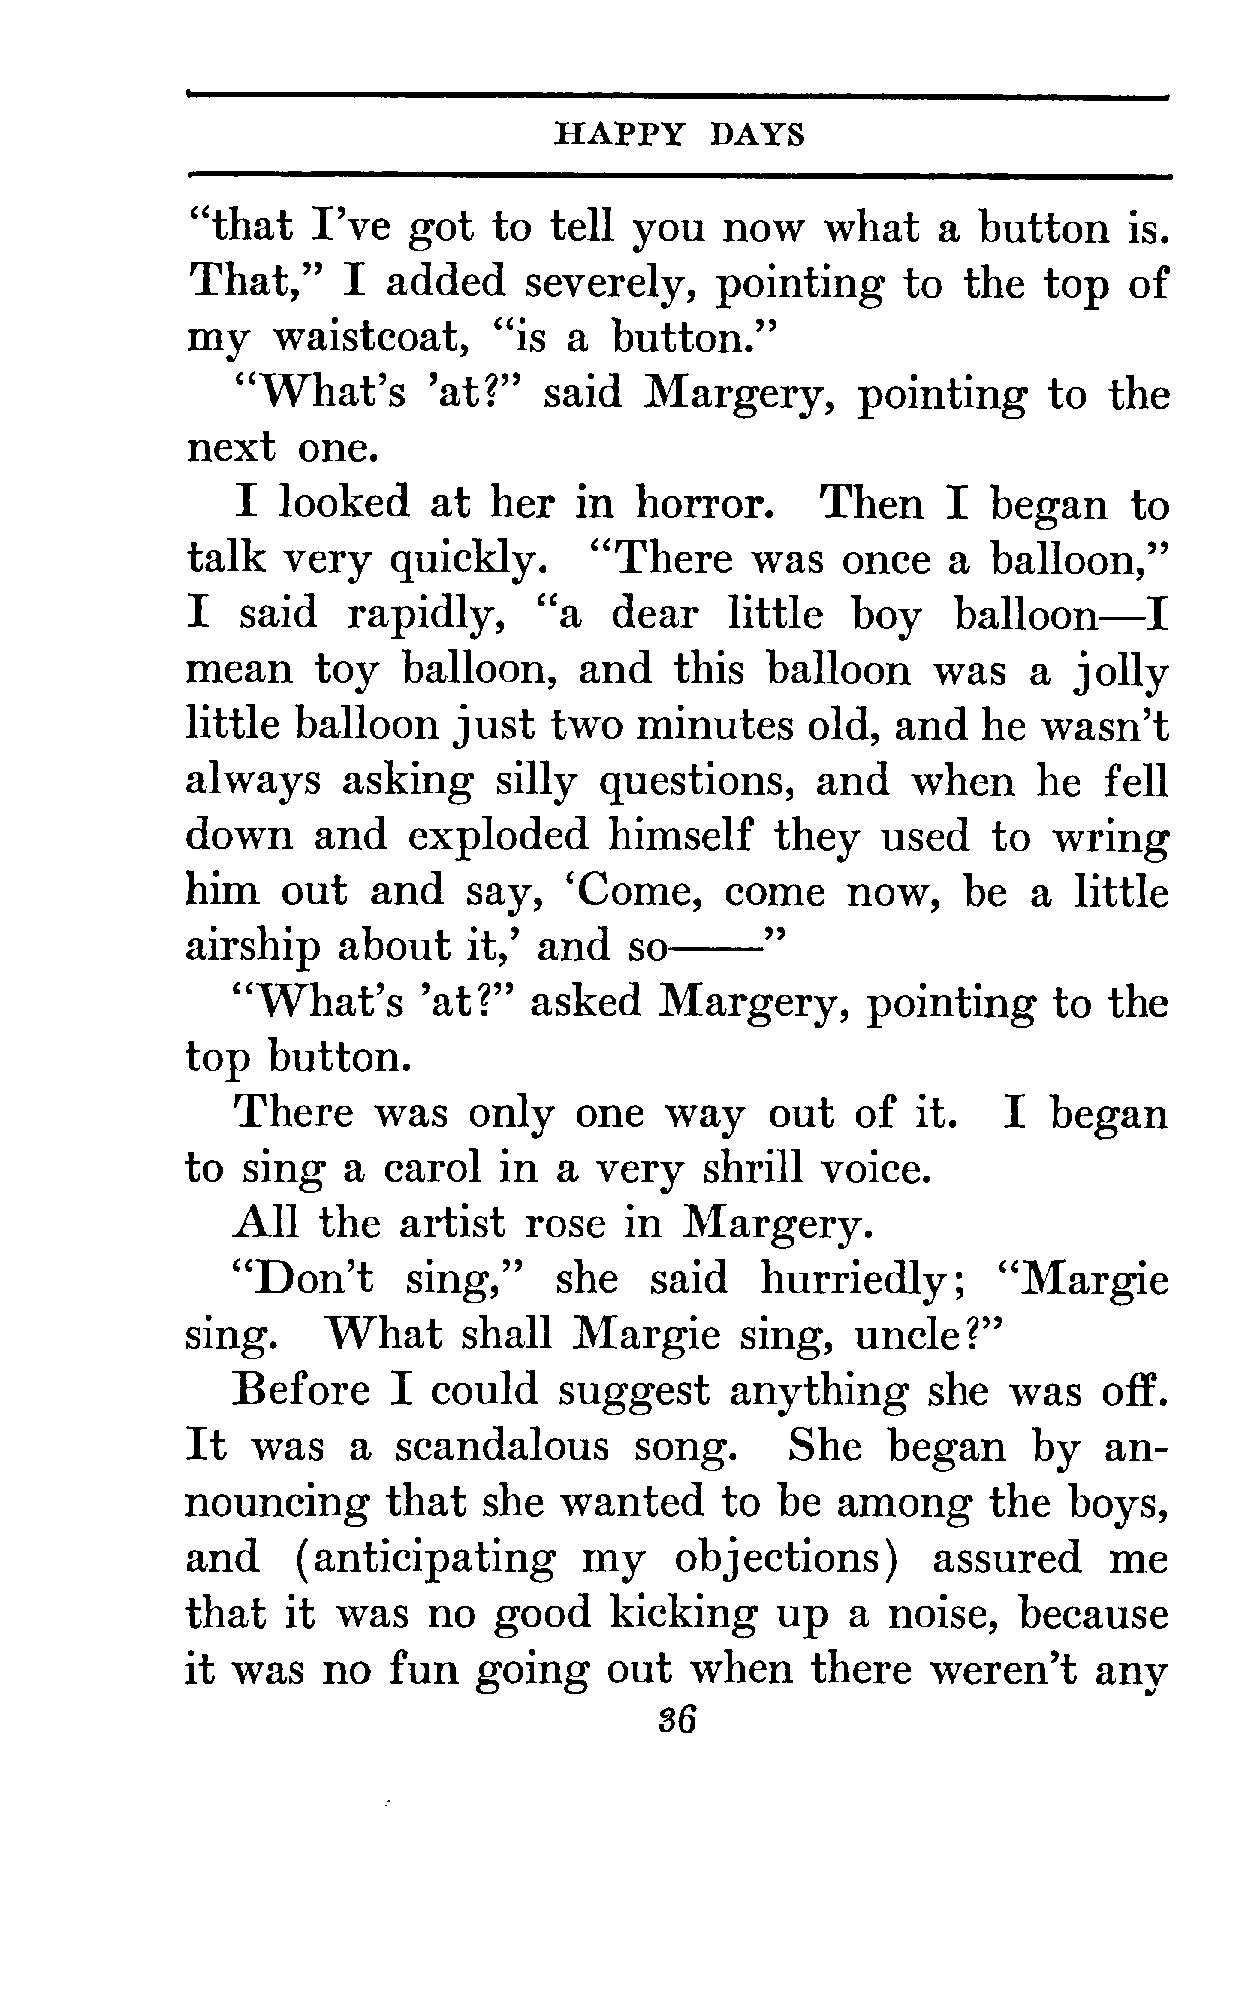 HAPPY DAYS
“that I’ve got to tell you now what a button is.
That,” I added severely, pointing to the top of
my waistcoat, “is a button.”
“What’s ’at?” said Margery, pointing to the
next one.
I looked at her in horror. Then I began to
talk very quickly. “There was once a balloon,”
I said rapidly, “a dear little boy balloon—I
mean toy balloon, and this balloon was a jolly
little balloon just two minutes old, and he wasn’t
always asking silly questions, and when he fell
down and exploded himself they used to wring
him out and say, ‘Come, come now, be a little
airship about it,’ and so——”
“What’s ’at?” asked Margery, pointing to the
top button.
There was only one way out of it. I began
to sing a carol in a very shrill voice.
All the artist rose in Margery.
“Don’t sing,” she said hurriedly; “Margie
sing. What shall Margie sing, uncle?”
Before I could suggest anything she was off.
It was a scandalous song. She began by an-
nouncing that she wanted to be among the boys,
and (anticipating my objections) assured me
that it was no good kicking up a noise, because
it was no fun going out when there weren’t any
36